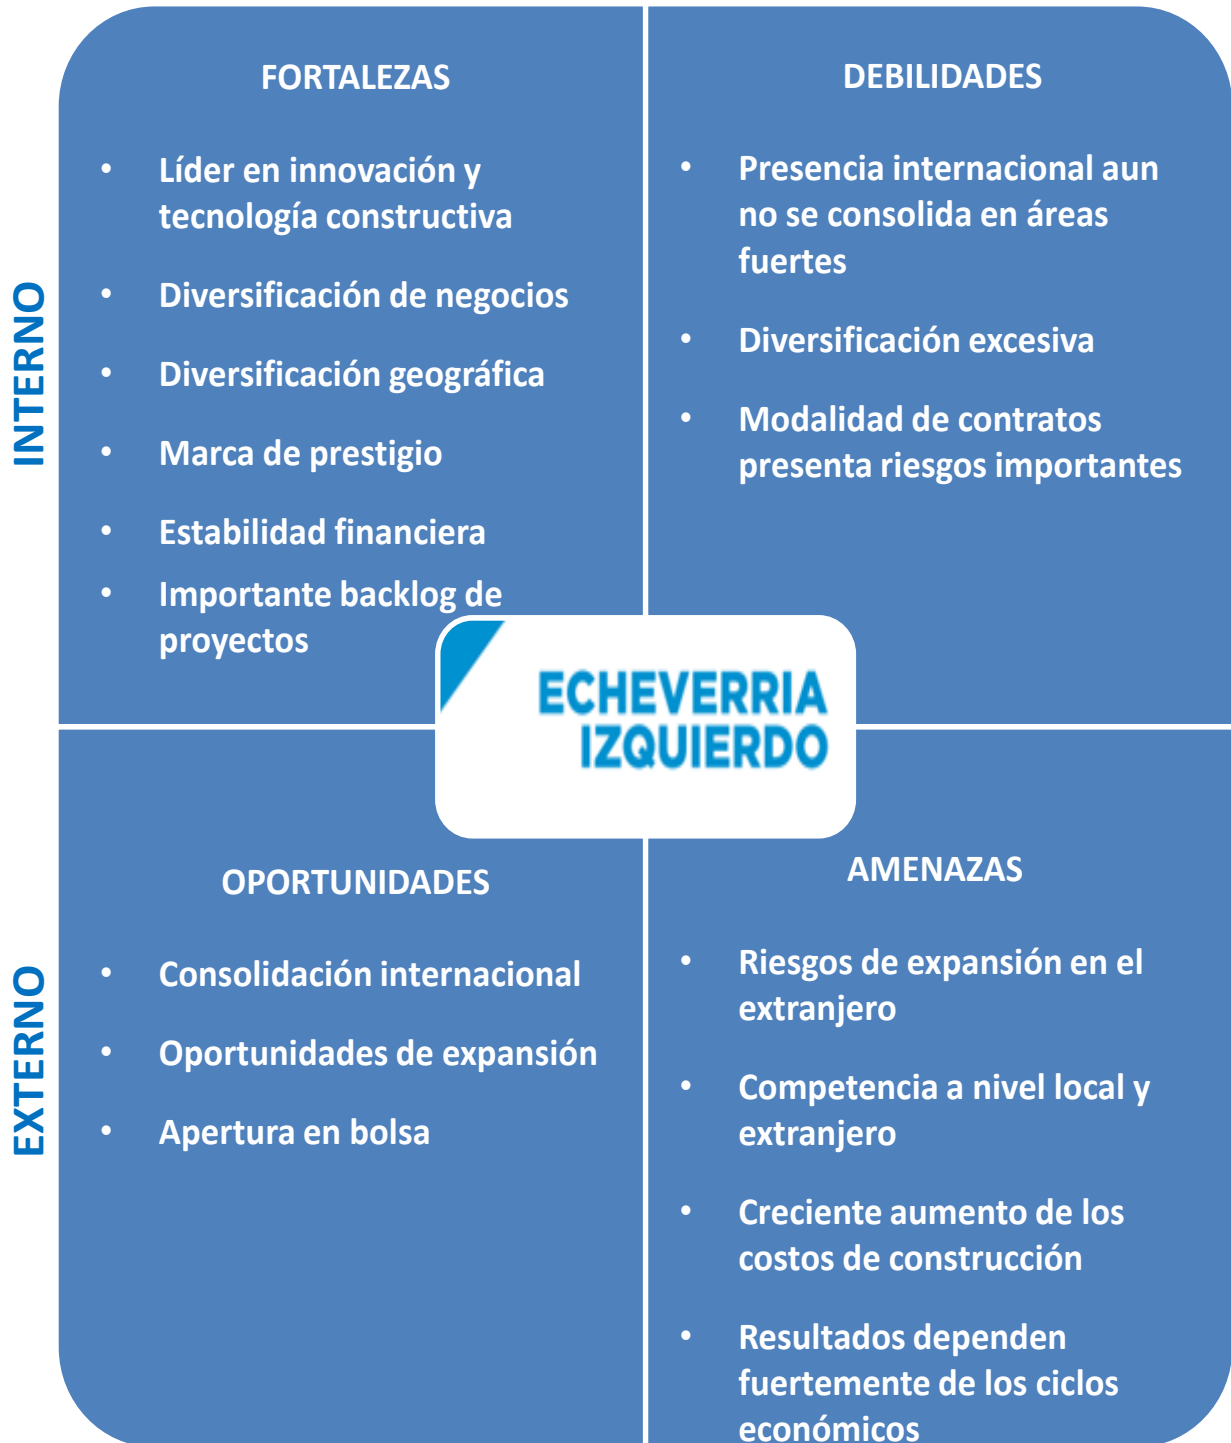 INTERNO
FORTALEZAS
• Líder en innovación y
tecnología constructiva
• Diversificación de negocios
• Diversificación geográfica
• Marca de prestigio
• Estabilidad financiera
• Importante backlog de
proyectos
DEBILIDADES
• Presencia internacional aun
no se consolida en áreas
fuertes
• Diversificación excesiva
• Modalidad de contratos
presenta riesgos importantes
ECHEVERRIA
IZQUIERDO
EXTERNO
OPORTUNIDADES
• Consolidación internacional
• Oportunidades de expansión
• Apertura en bolsa
AMENAZAS
• Riesgos de expansión en el
extranjero
• Competencia a nivel local y
extranjero
• Creciente aumento de los
costos de construcción
• Resultados dependen
fuertemente de los ciclos
económicos